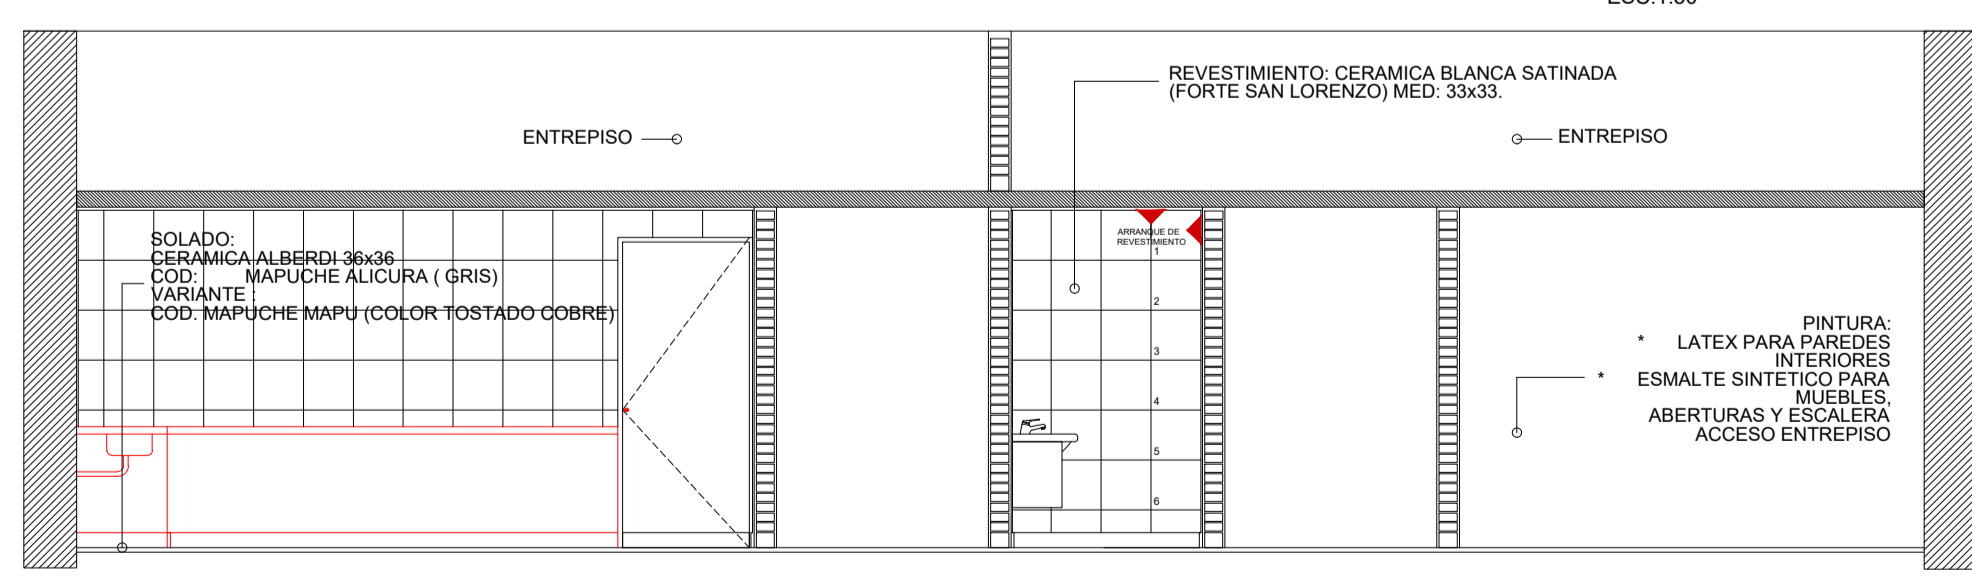 REVESTIMIENTO: CERAMICA BLANCA SATINADA
(FORTE SAN LORENZO) MED: 33x33.
ENTREPISO
ENTREPISO
SOLADO:
CERAMICA ALBERDI 36x36
COD: MAPUCHE ALICURA ( GRIS)
VARIANTE :
COD. MAPUCHE MAPU (COLOR TOSTADO COBRE)
ARRANQUE DE
REVESTIMIENTO
1
2
3
4
5
6
PINTURA:
* LATEX PARA PAREDES
INTERIORES
* ESMALTE SINTETICO PARA
MUEBLES,
ABERTURAS Y ESCALERA
ACCESO ENTREPISO